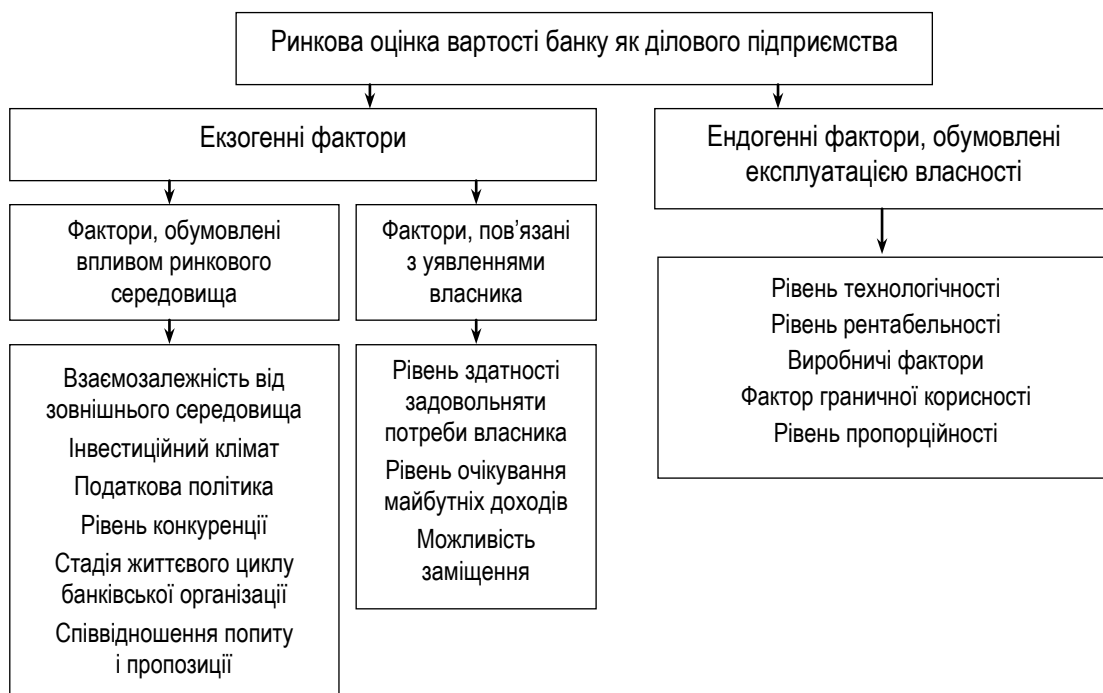 Ринкова оцінка вартості банку як ділового підприємства
Екзогенні фактори
Ендогенні фактори, обумовлені
експлуатацією власності
Фактори, обумовлені
впливом ринкового
середовища
Фактори, пов’язані
з уявленнями
власника
Взаємозалежність від
зовнішнього середовища
Інвестиційний клімат
Податкова політика
Рівень конкуренції
Стадія життєвого циклу
банківської організації
Співвідношення попиту
і пропозиції
Рівень здатності
задовольняти
потреби власника
Рівень очікування
майбутніх доходів
Можливість
заміщення
Рівень технологічності
Рівень рентабельності
Виробничі фактори
Фактор граничної корисності
Рівень пропорційності